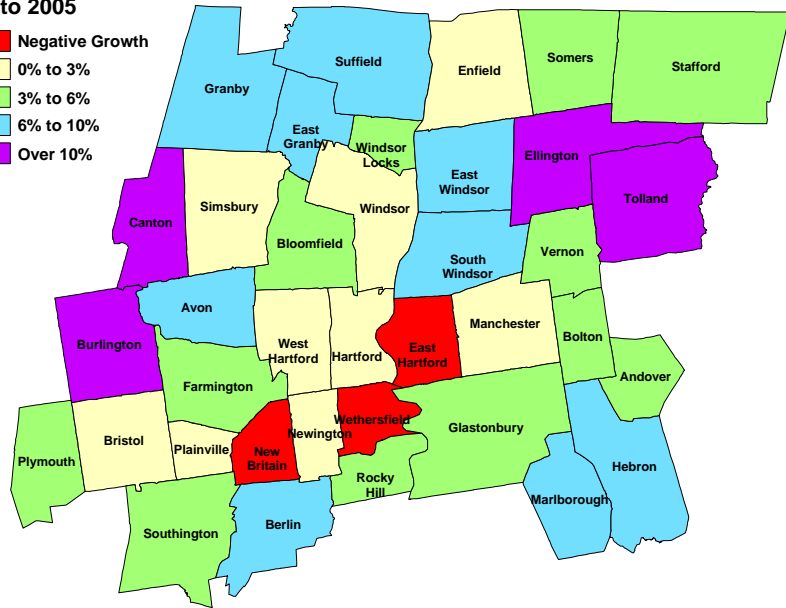 to 2005
Negative Growth
0% to 3%
3% to 6%
6% to 10%
Over 10%
Suffield
Enfield
Somers
Stafford
Granby
East
Granby
Windsor
Locks
East
Windsor
Ellington
Tolland
Simsbury
Windsor
Canton
Bloomfield
South
Windsor
Vernon
Avon
Burlington
West
Hartford
Hartford
East
Hartford
Manchester
Bolton
Andover
Farmington
Bristol
Plainville
New
Britain
Newington
Wethersfield
Glastonbury
Plymouth
Rocky
Hill
Hebron
Marlborough
Southington
Berlin